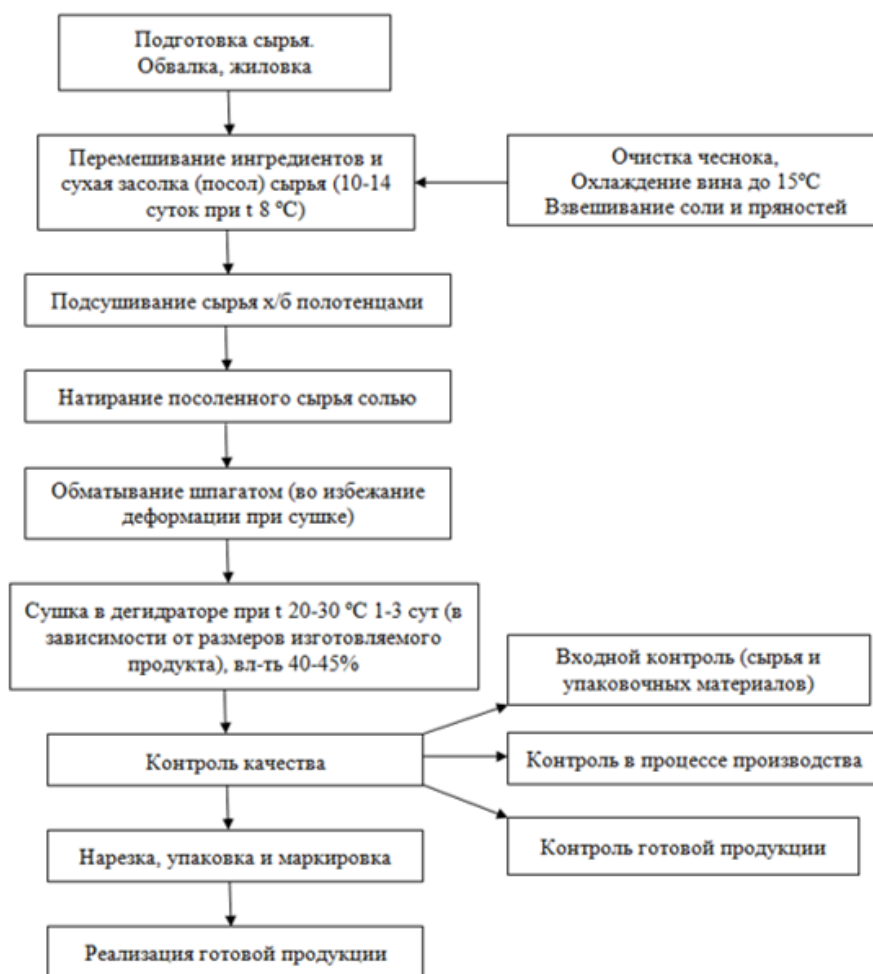 Подготовка сырья.
Обвалка, жиловка
Перемешивание ингредиентов и
сухая засолка (посол) сырья (10-14
суток при t 8 ºС)
Очистка чеснока,
Охлаждение вина до 15ºС
Взвешивание соли и пряностей
Подсушивание сырья х/б полотенцами
Натирание посоленного сырья солью
Обматывание шпагатом (во избежание
деформации при сушке)
Сушка в дегидраторе при t 20-30 ºС 1-3 сут (в
зависимости от размеров изготовляемого
продукта), вл-ть 40-45%
Входной контроль (сырья и
упаковочных материалов)
Контроль качества
Контроль в процессе производства
Контроль готовой продукции
Нарезка, упаковка и маркировка
Реализация готовой продукции